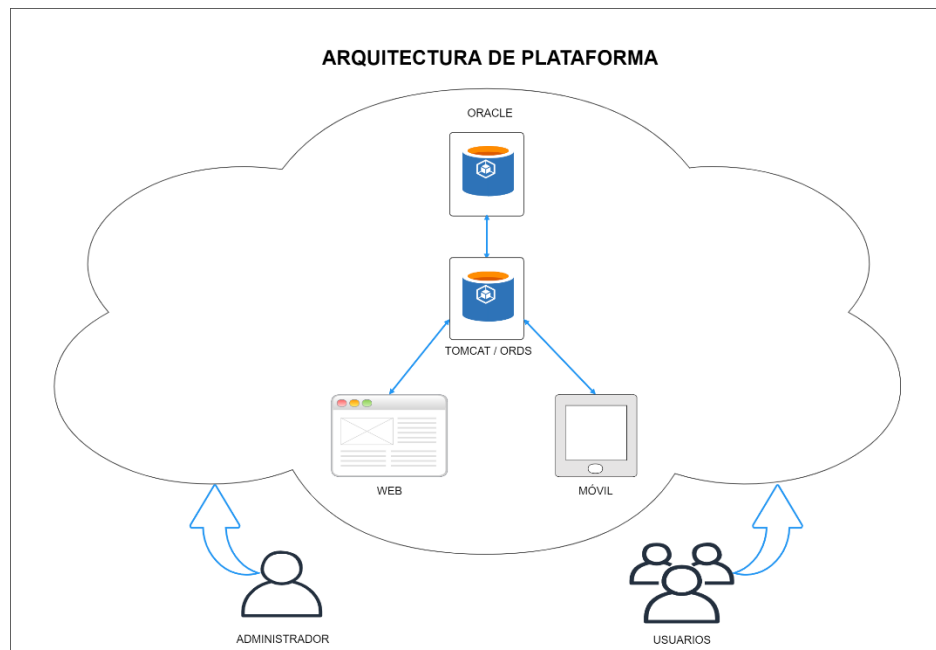 ARQUITECTURA DE PLATAFORMA
ORACLE
TOMCAT / ORDS
WEB
MÓVIL
ADMINISTRADOR
USUARIOS